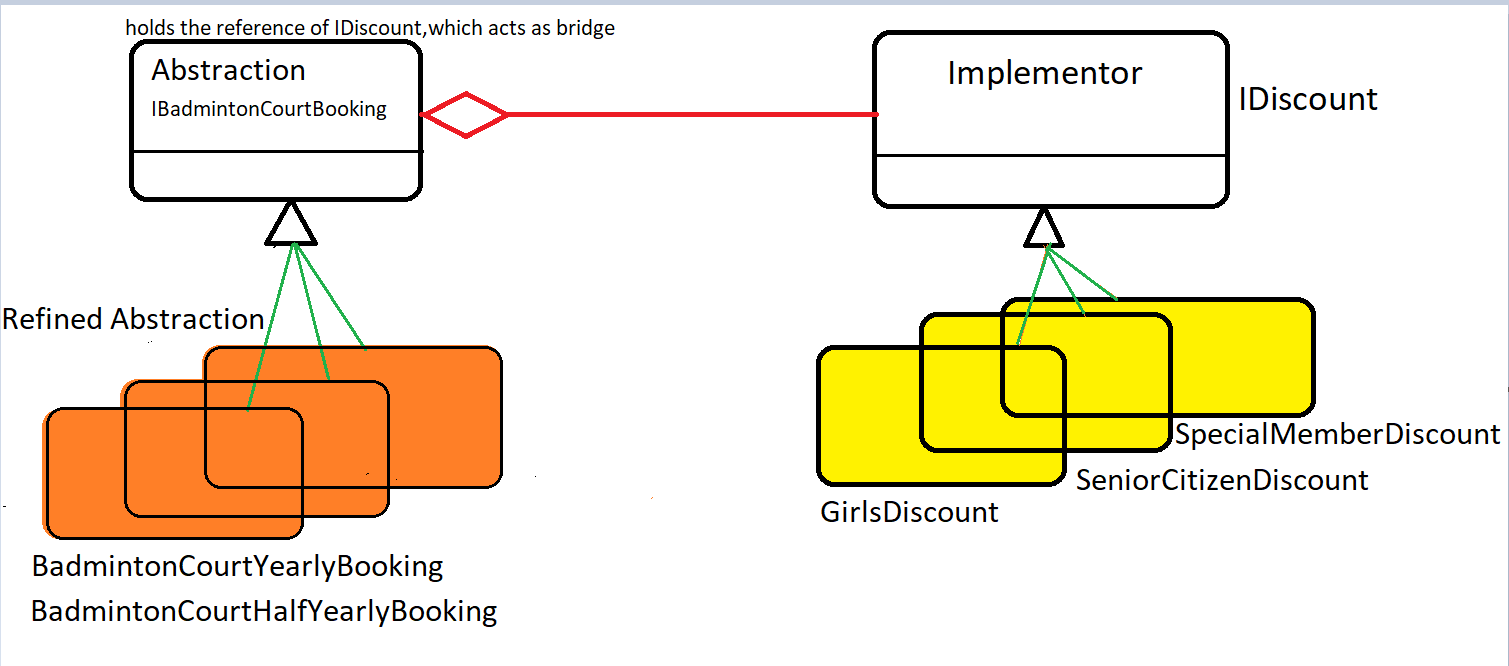 holds the reference of IDiscount,which acts as bridge
Abstraction
IBadmintonCourtBooking
Implementor
IDiscount
Refined Abstraction
SpecialMemberDiscount
SeniorCitizenDiscount
GirlsDiscount
BadmintonCourtYearlyBooking
BadmintonCourtHalfYearlyBooking